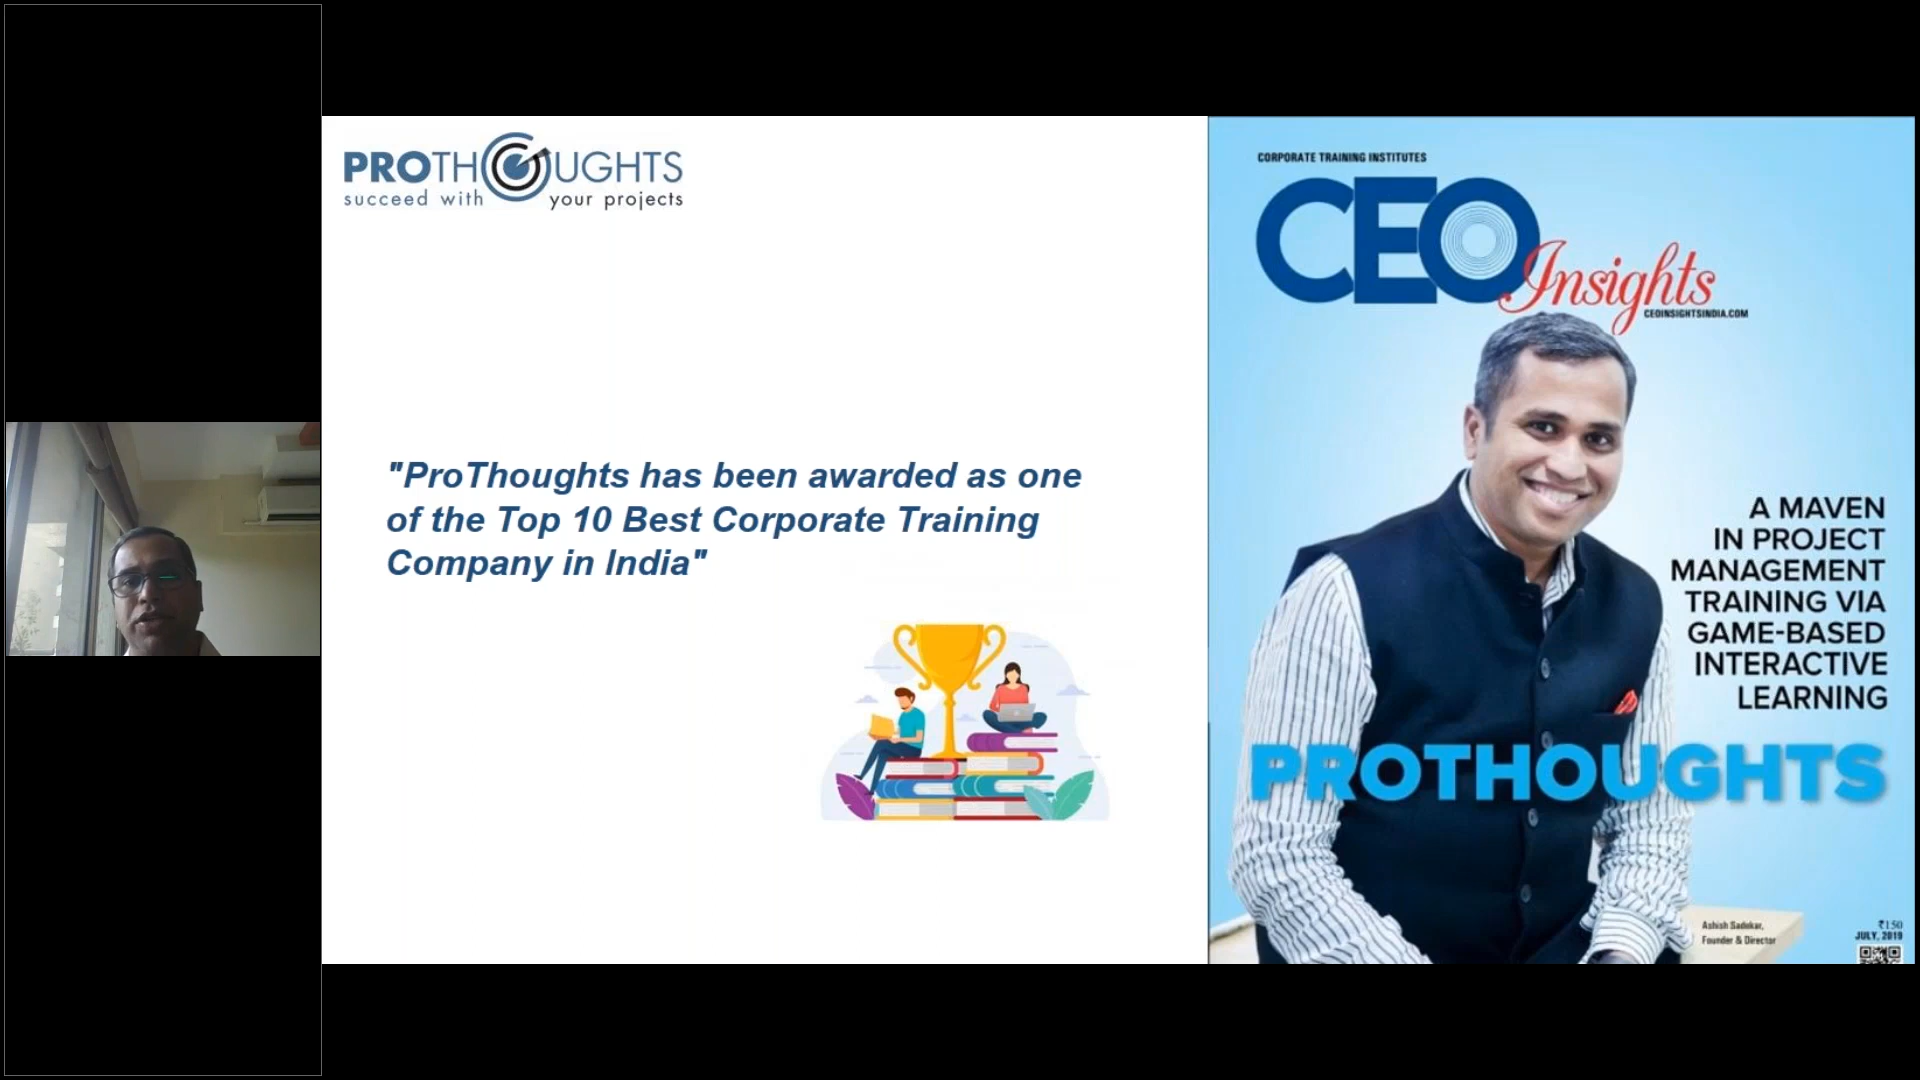 PROTHOUGHTS
succeed with your projects
"ProThoughts has been awarded as one
of the Top 10 Best Corporate Training
Company in India"
CORPORATE TRAINING INSTITUTES
CEO Insights
CEOINSIGHTSINDIA.COM
A MAVEN
IN PROJECT
MANAGEMENT
TRAINING VIA
GAME-BASED
INTERACTIVE
LEARNING
PROTHOUGHTS
Ashish Sadekar,
Founder & Director
₹150
JULY, 2019